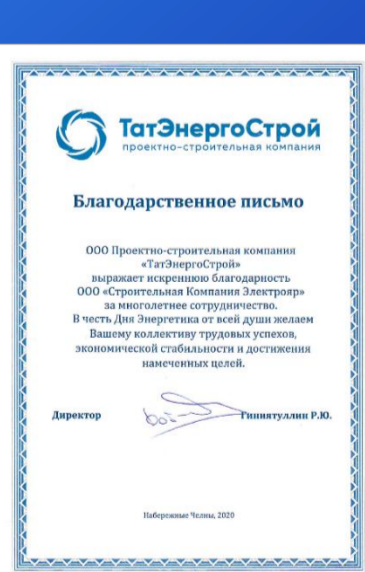 ТатЭнергоСтрой
проектно-строительная компания
Благодарственное письмо
ООО Проектно-строительная компания
«ТатЭнергоСтрой»
выражает искреннюю благодарность
ООО «Строительная Компания Электрояр»
за многолетнее сотрудничество.
В честь Дня Энергетика от всей души желаем
Вашему коллективу трудовых успехов,
экономической стабильности и достижения
намеченных целей.
Директор Гиниятуллин Р.Ю.
Набережные Челны, 2020